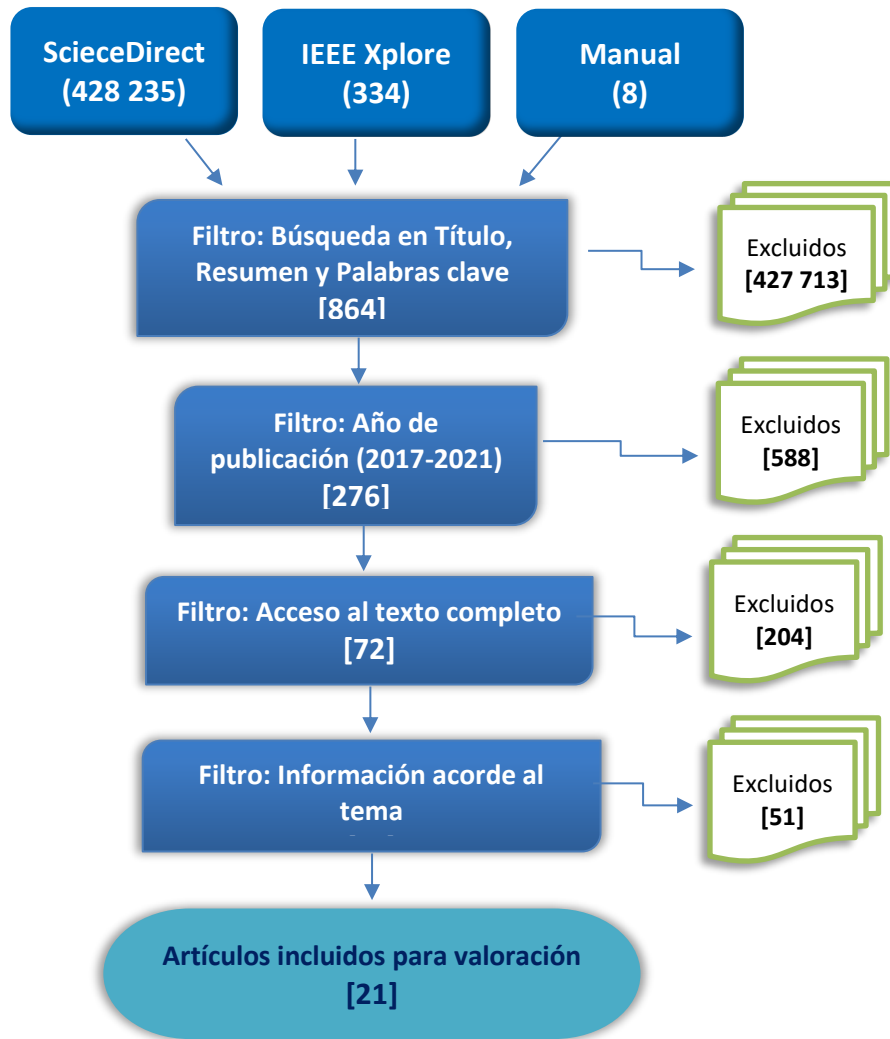 ScieceDirect
(428 235)
IEEE Xplore
(334)
Manual
(8)
Filtro: Búsqueda en Título,
Resumen y Palabras clave
[864]
Excluidos
[427 713]
Filtro: Año de
publicación (2017-2021)
[276]
Excluidos
[588]
Filtro: Acceso al texto completo
[72]
Excluidos
[204]
Filtro: Información acorde al
tema
Excluidos
[51]
Artículos incluidos para valoración
[21]